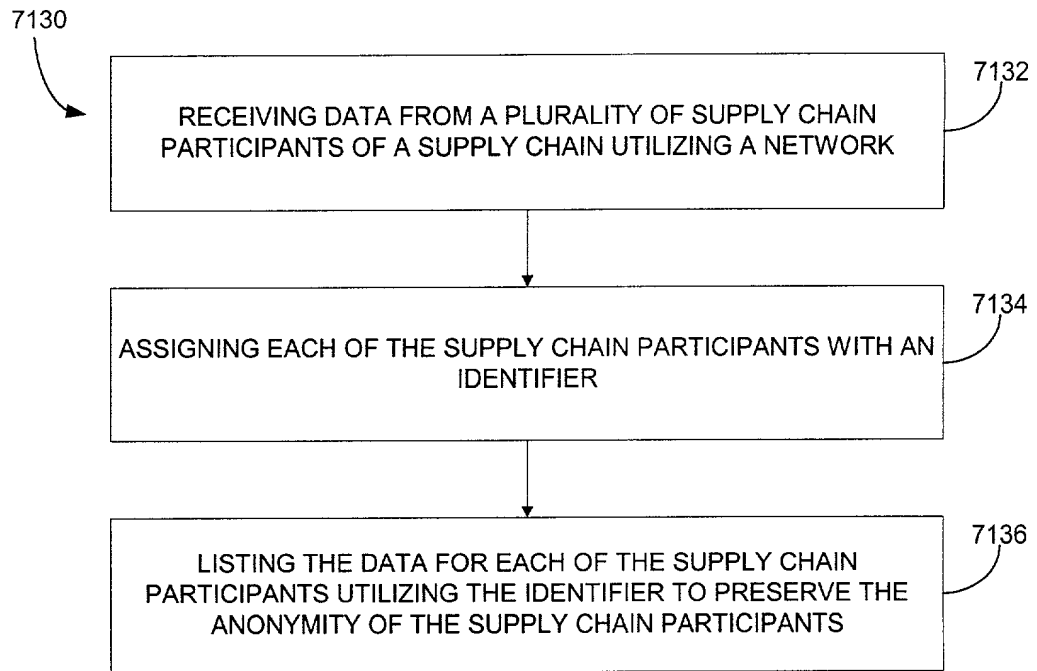 7130
7132
RECEIVING DATA FROM A PLURALITY OF SUPPLY CHAIN
PARTICIPANTS OF A SUPPLY CHAIN UTILIZING A NETWORK
7134
ASSIGNING EACH OF THE SUPPLY CHAIN PARTICIPANTS WITH AN
IDENTIFIER
7136
LISTING THE DATA FOR EACH OF THE SUPPLY CHAIN
PARTICIPANTS UTILIZING THE IDENTIFIER TO PRESERVE THE
ANONYMITY OF THE SUPPLY CHAIN PARTICIPANTS